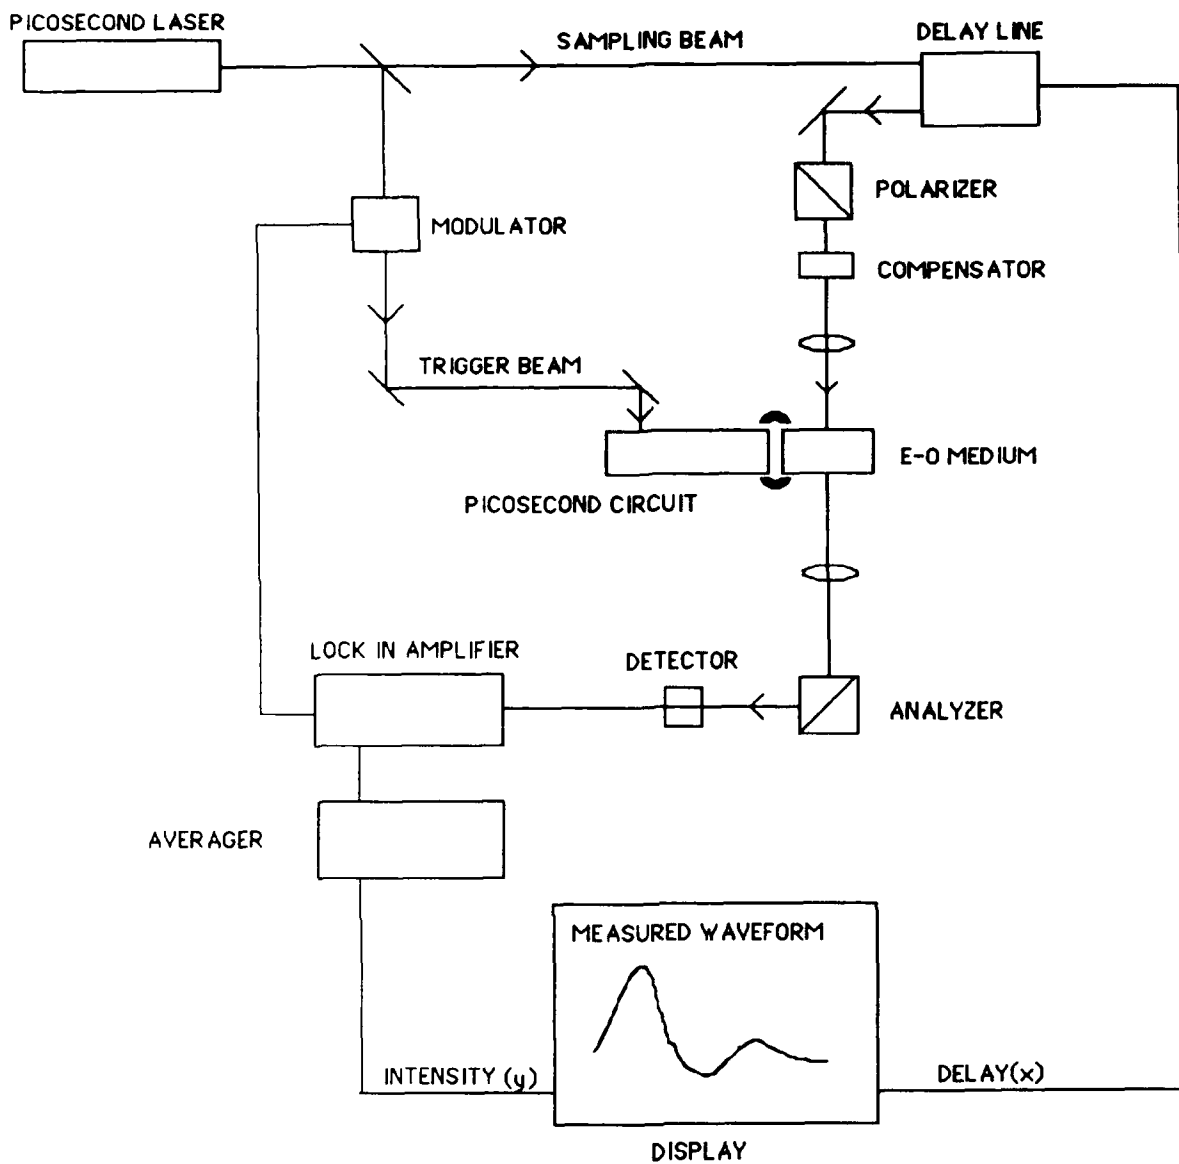 PICOSECOND LASER
SAMPLING BEAM
DELAY LINE
POLARIZER
MODULATOR
COMPENSATOR
TRIGGER BEAM
E-O MEDIUM
PICOSECOND CIRCUIT
LOCK IN AMPLIFIER
DETECTOR
ANALYZER
AVERAGER
MEASURED WAVEFORM
INTENSITY (y)
DELAY(x)
DISPLAY